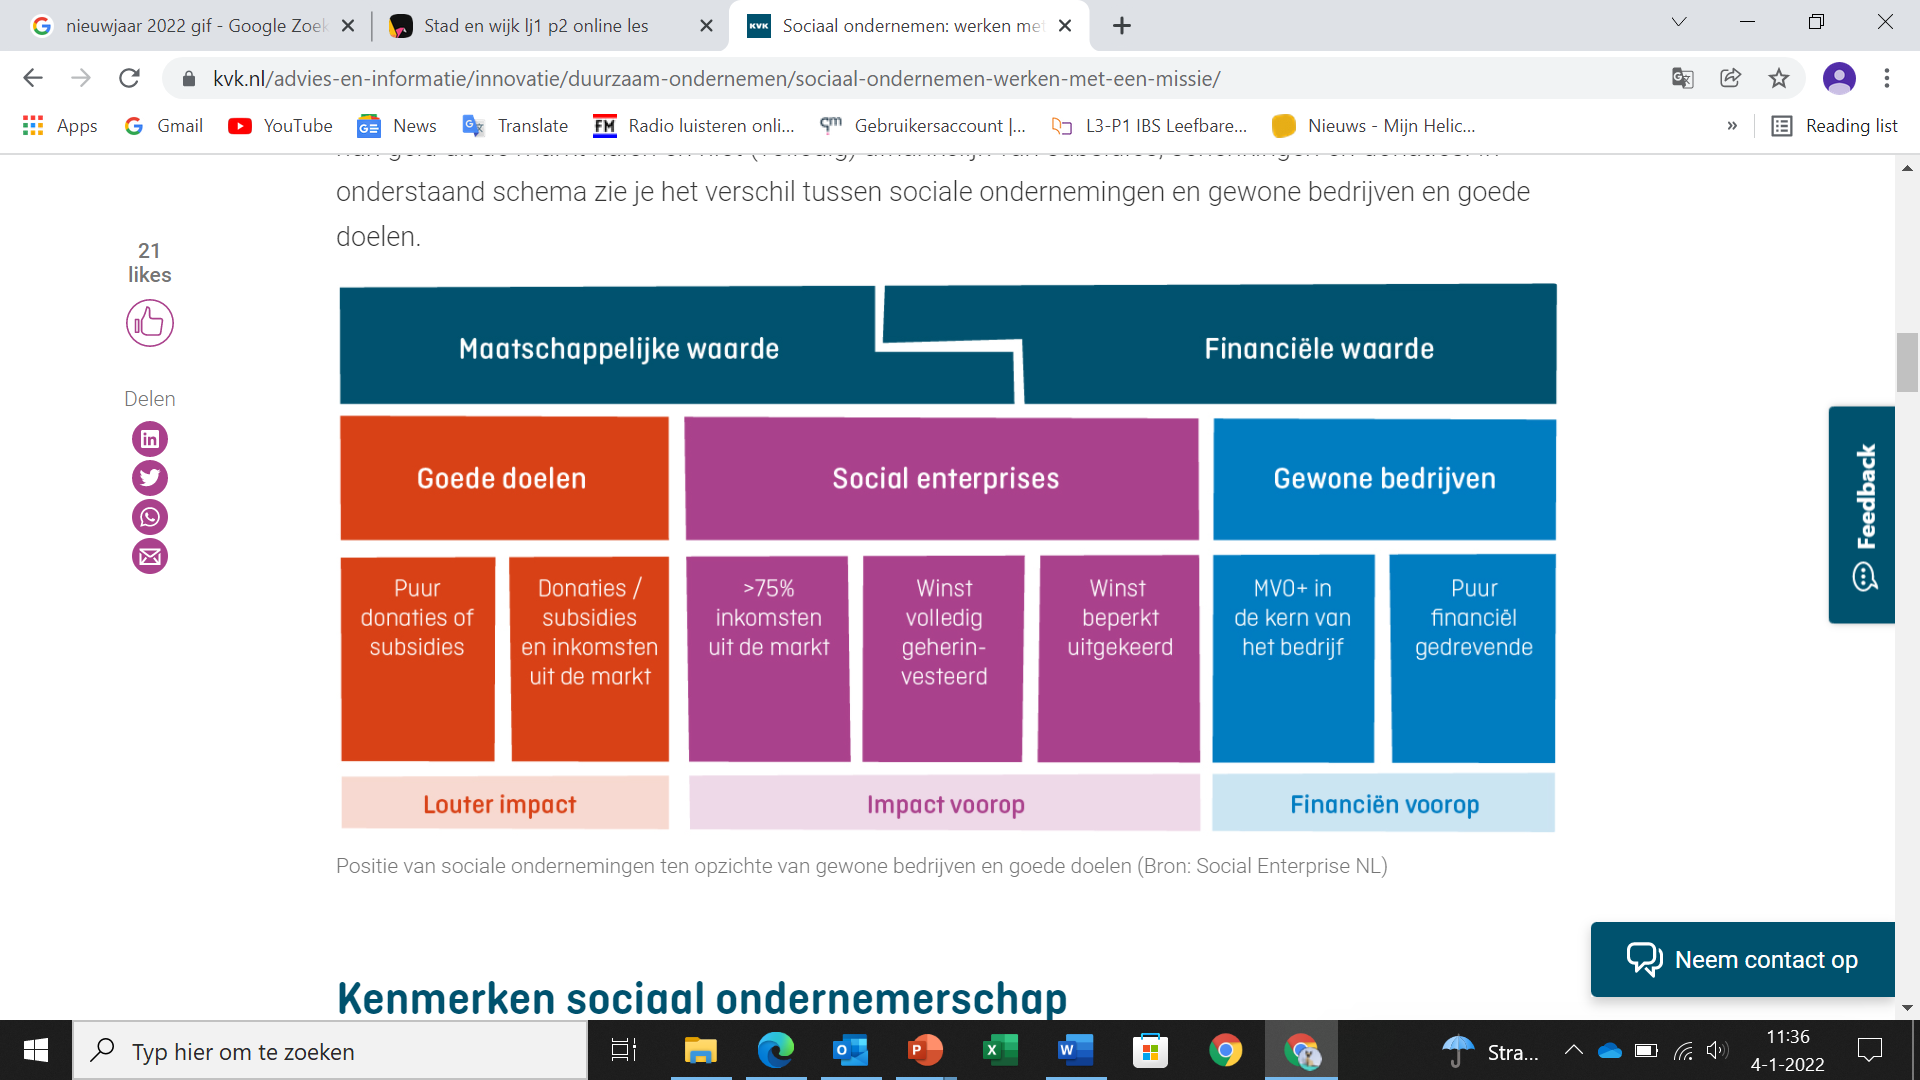 nieuwjaar 2022 gif - Google Zoek
Stad en wijk lj1 p2 online les
KVK
Sociaal ondernemen: werken met
kvk.nl/advies-en-informatie/innovatie/duurzaam-ondernemen/sociaal-ondernemen-werken-met-een-missie/
Apps
Gmail
YouTube
News
Translate
FM
Radio luisteren onli...
Gebruikersaccount |...
L3-P1 IBS Leefbare...
Nieuws - Mijn Helic...
»
Reading list
onderstaand schema zie je het verschil tussen sociale ondernemingen en gewone bedrijven en goede
doelen.
21
likes
Delen
Maatschappelijke waarde
Financiële waarde
Goede doelen
Social enterprises
Gewone bedrijven
Puur
donaties of
subsidies
Donaties /
subsidies
en inkomsten
uit de markt
>75%
inkomsten
uit de markt
Winst
volledig
geherin-
vesteerd
Winst
beperkt
uitgekeerd
MVO+ in
de kern van
het bedrijf
Puur
financiël
gedrevende
Louter impact
Impact voorop
Financiën voorop
Positie van sociale ondernemingen ten opzichte van gewone bedrijven en goede doelen (Bron: Social Enterprise NL)
Feedback
Neem contact op
Kenmerken sociaal ondernemerschap
Typ hier om te zoeken
Stra...
11:36
4-1-2022